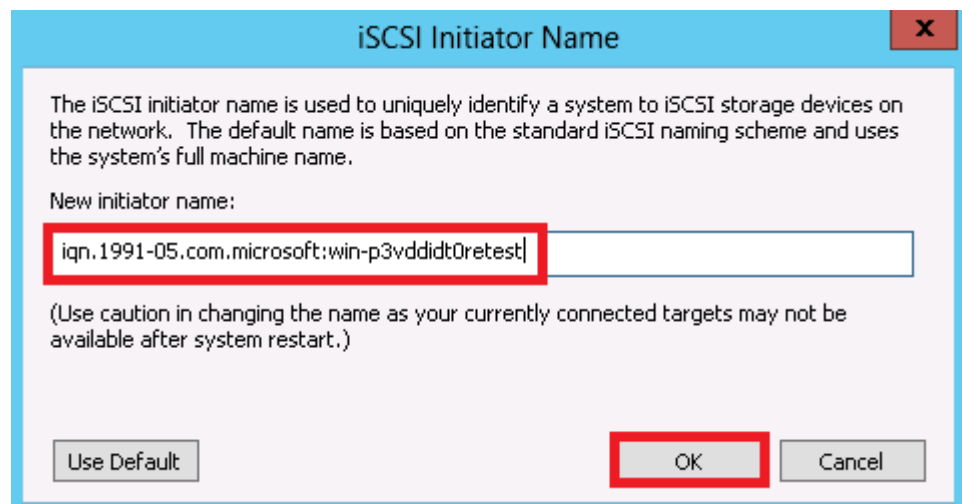 iSCSI Initiator Name
x
The iSCSI initiator name is used to uniquely identify a system to iSCSI storage devices on
the network.  The default name is based on the standard iSCSI naming scheme and uses
the system's full machine name.
New initiator name:
iqn.1991-05.com.microsoft:win-p3vddidt0retest
(Use caution in changing the name as your currently connected targets may not be
available after system restart.)
Use Default
OK
Cancel